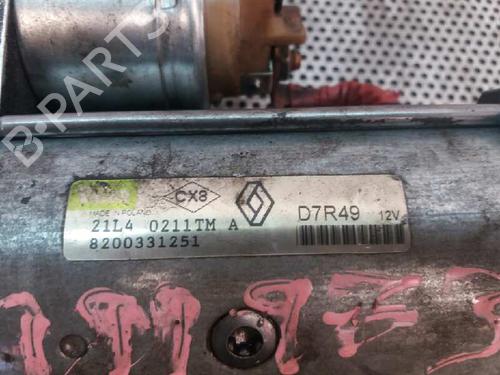 B-PARTS
CX8
MADE IN POLAND
D7R49
12V
21L4 0211TM A
8200331251